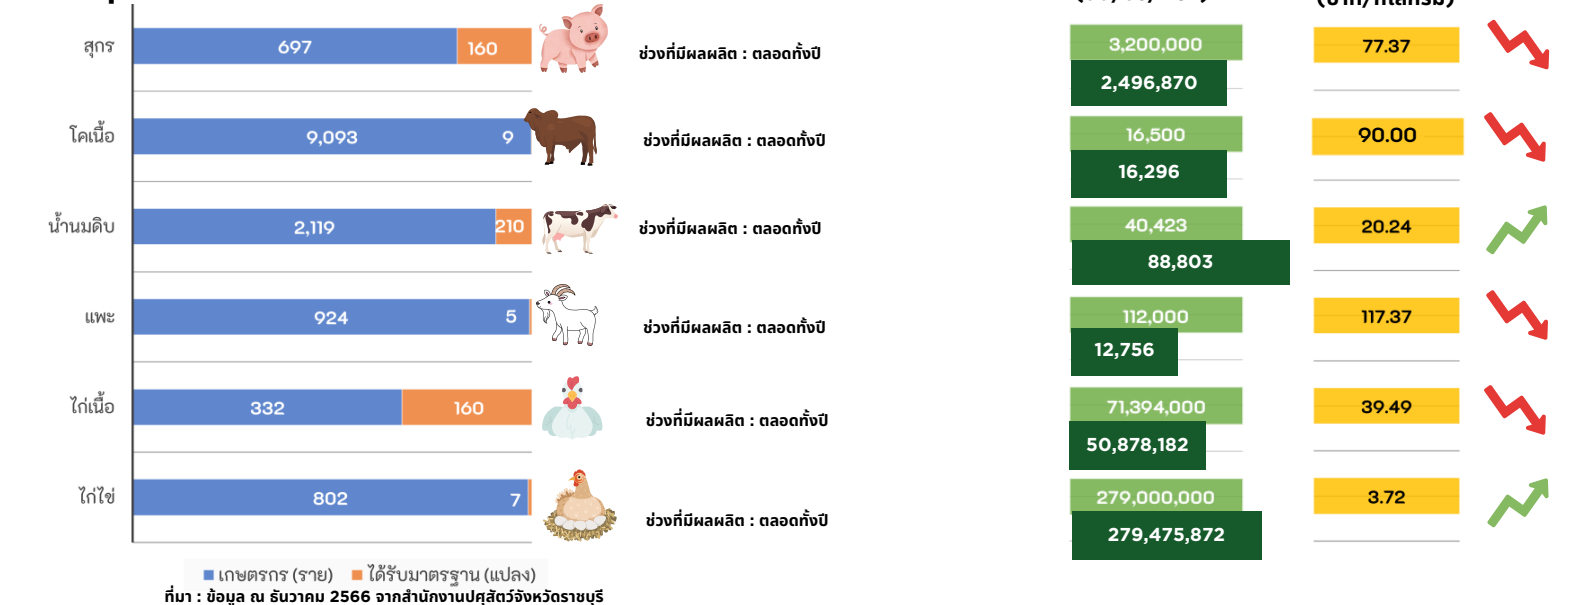 สุกร 697 160 ช่วงที่มีผลผลิต : ตลอดทั้งปี 3,200,000 77.37
2,496,870
โคเนื้อ 9,093 9 ช่วงที่มีผลผลิต : ตลอดทั้งปี 16,500 90.00
16,296
น้ำนมดิบ 2,119 210 ช่วงที่มีผลผลิต : ตลอดทั้งปี 40,423 20.24
88,803
แพะ 924 5 ช่วงที่มีผลผลิต : ตลอดทั้งปี 112,000 117.37
12,756
ไก่เนื้อ 332 160 ช่วงที่มีผลผลิต : ตลอดทั้งปี 71,394,000 39.49
50,878,182
ไก่ไข่ 802 7 ช่วงที่มีผลผลิต : ตลอดทั้งปี 279,000,000 3.72
279,475,872
เกษตรกร (ราย) ได้รับมาตรฐาน (แปลง)
ที่มา : ข้อมูล ณ ธันวาคม 2566 จากสำนักงานปศุสัตว์จังหวัดราชบุรี